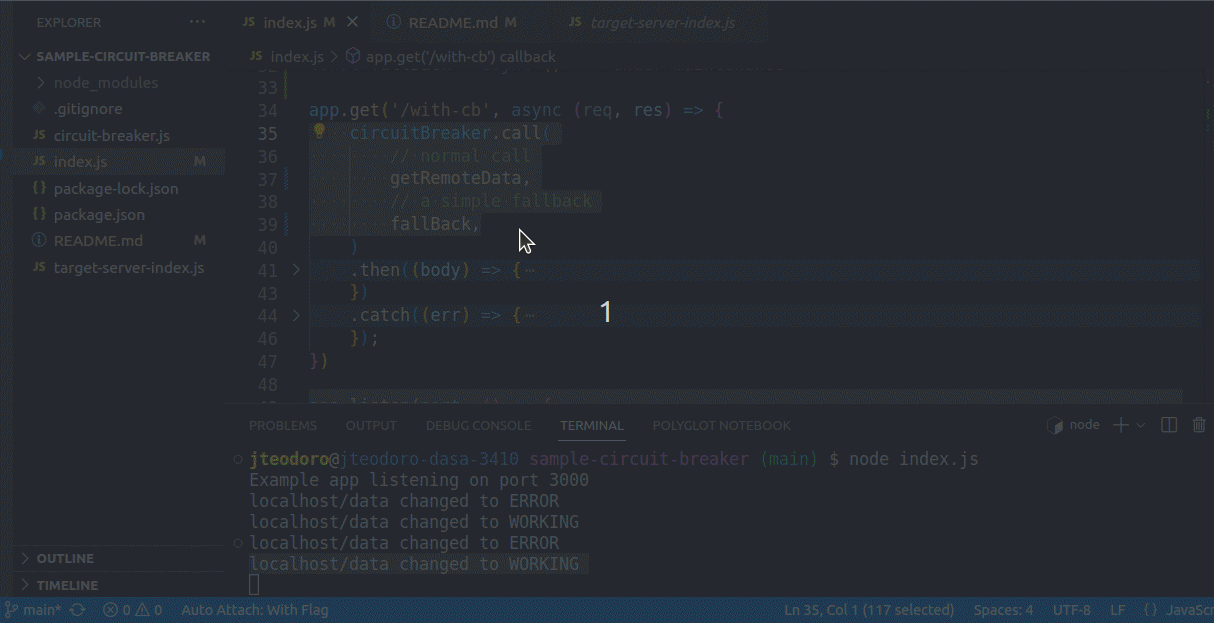 EXPLORER ···
JS index.js M ×
README.md M
JS target-server-index.js
SAMPLE-CIRCUIT-BREAKER
JS index.js > app.get('/with-cb') callback
node_modules
.gitignore
JS circuit-breaker.js
JS index.js M
{} package-lock.json
{} package.json
README.md M
JS target-server-index.js
33
34 app.get('/with-cb', async (req, res) => {
35 circuitBreaker.call(
36 // normal call
37 getRemoteData,
38 // a simple fallback
39 fallBack,
40 )
41 .then((body) => {…
43 })
44 .catch((err) => {…
46 });
47 })
48
1
PROBLEMS OUTPUT DEBUG CONSOLE TERMINAL POLYGLOT NOTEBOOK
node
jteodoro@jteodoro-dasa-3410 sample-circuit-breaker (main) $ node index.js
Example app listening on port 3000
localhost/data changed to ERROR
localhost/data changed to WORKING
localhost/data changed to ERROR
localhost/data changed to WORKING
OUTLINE
TIMELINE
main* 0 0 Auto Attach: With Flag Ln 35, Col 1 (117 selected) Spaces: 4 UTF-8 LF {} JavaScr